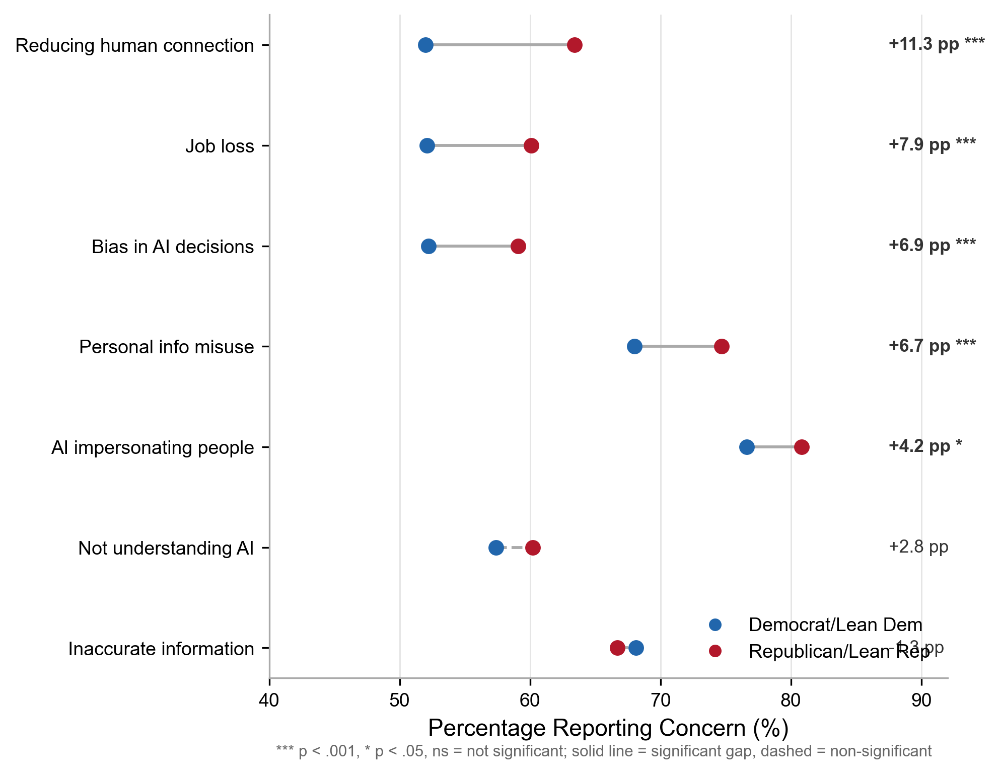 Reducing human connection +11.3 pp ***
Job loss +7.9 pp ***
Bias in AI decisions +6.9 pp ***
Personal info misuse +6.7 pp ***
AI impersonating people +4.2 pp *
Not understanding AI +2.8 pp
Democrat/Lean Dem
Inaccurate information -1.3 pp
Republican/Lean Rep
40 50 60 70 80 90
Percentage Reporting Concern (%)
*** p < .001, * p < .05, ns = not significant; solid line = significant gap, dashed = non-significant